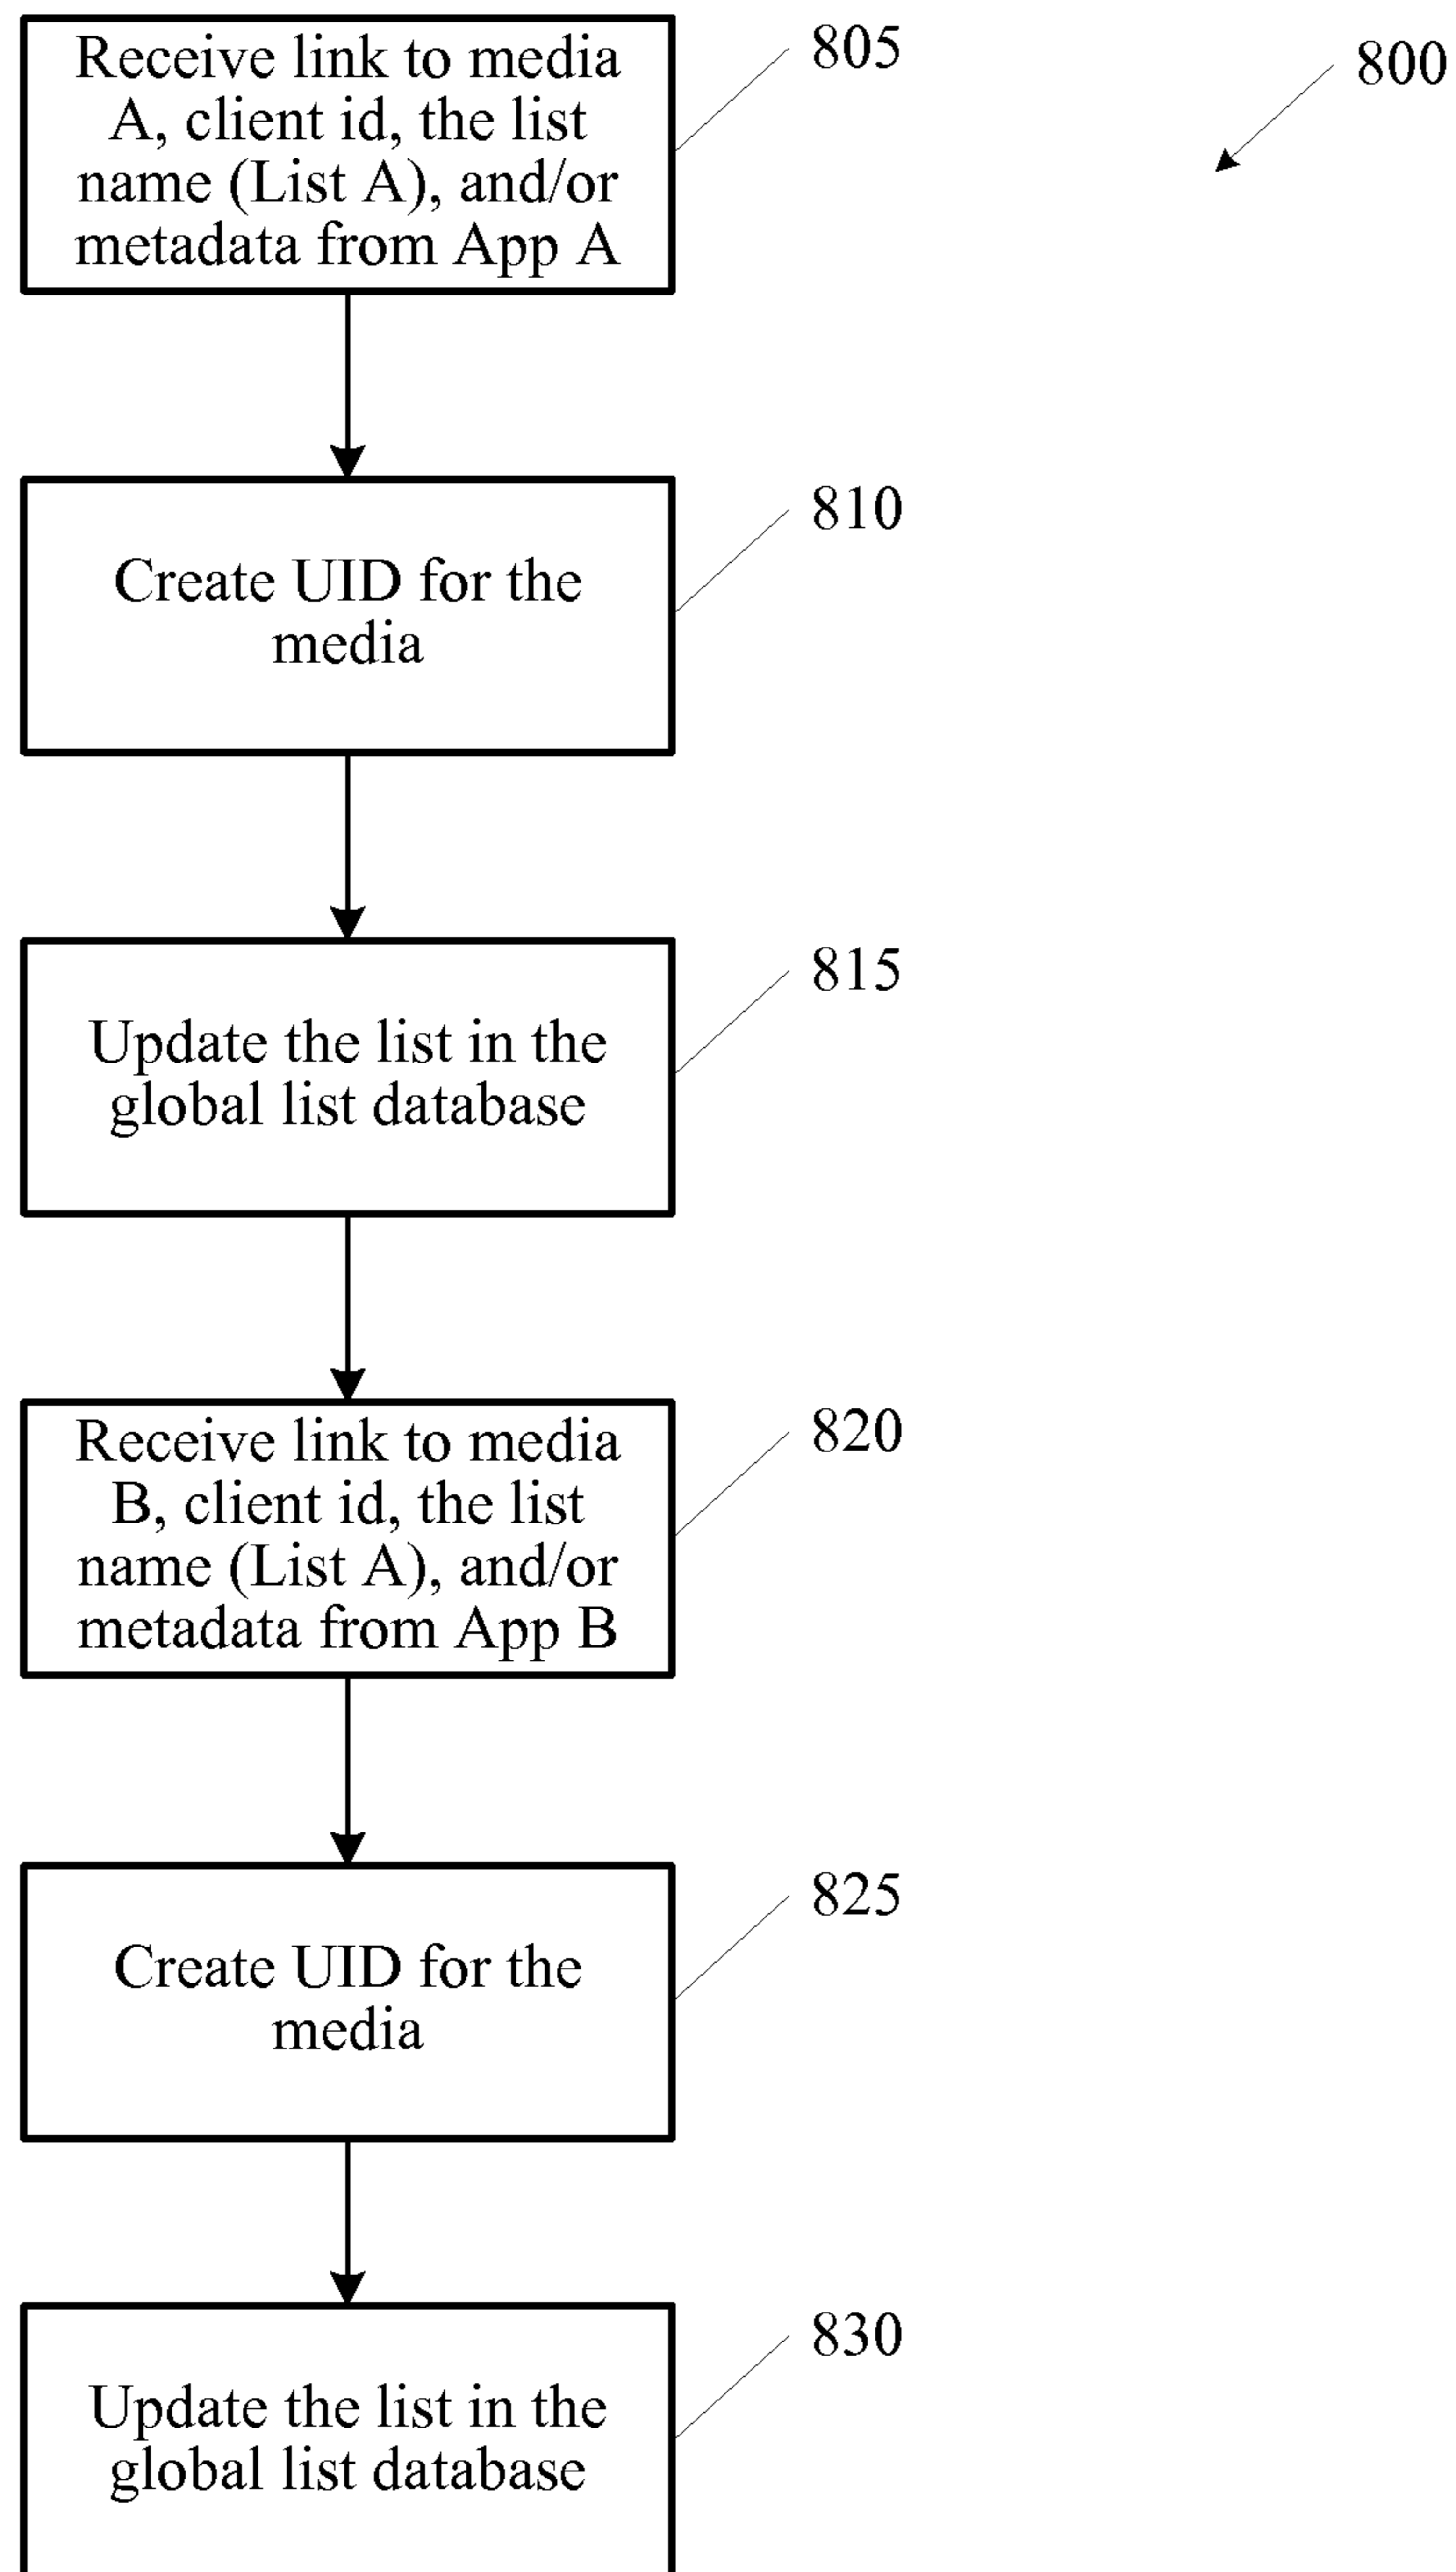 Receive link to media
A, client id, the list
name (List A), and/or
metadata from App A
805
800
Create UID for the
media
810
Update the list in the
global list database
815
Receive link to media
B, client id, the list
name (List A), and/or
metadata from App B
820
Create UID for the
media
825
Update the list in the
global list database
830